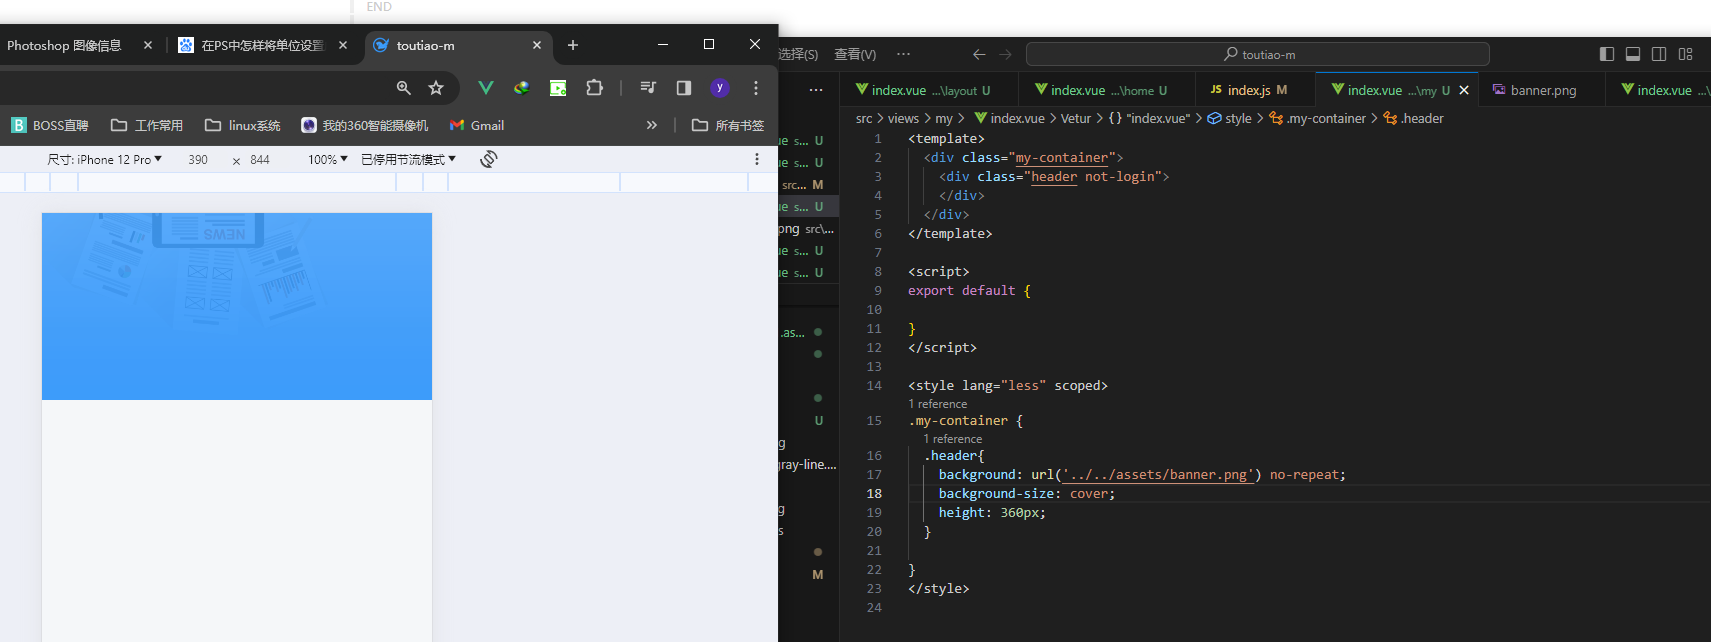 END
Photoshop 图像信息
在PS中怎样将单位设置
toutiao-m
y
BOSS直聘
工作常用
linux系统
我的360智能摄像机
Gmail
所有书签
尺寸: iPhone 12 Pro
390
×
844
100%
已停用节流模式
NEWS
选择(S)
查看(V)
toutiao-m
index.vue ...\layout U
index.vue ...\home U
JS index.js M
index.vue ...\my U
banner.png
index.vue ...\
src > views > my > index.vue > Vetur > {} "index.vue" > style > .my-container > .header
ue s... U
ue s... U
src... M
ue s... U
png src\...
ue s... U
ue s... U
.as...
U
g
gray-line....
g
s
M
1 <template>
2 <div class="my-container">
3 <div class="header not-login">
4 </div>
5 </div>
6 </template>
7
8 <script>
9 export default {
10
11 }
12 </script>
13
14 <style lang="less" scoped>
1 reference
15 .my-container {
1 reference
16 .header{
17 background: url('../../assets/banner.png') no-repeat;
18 background-size: cover;
19 height: 360px;
20 }
21
22 }
23 </style>
24